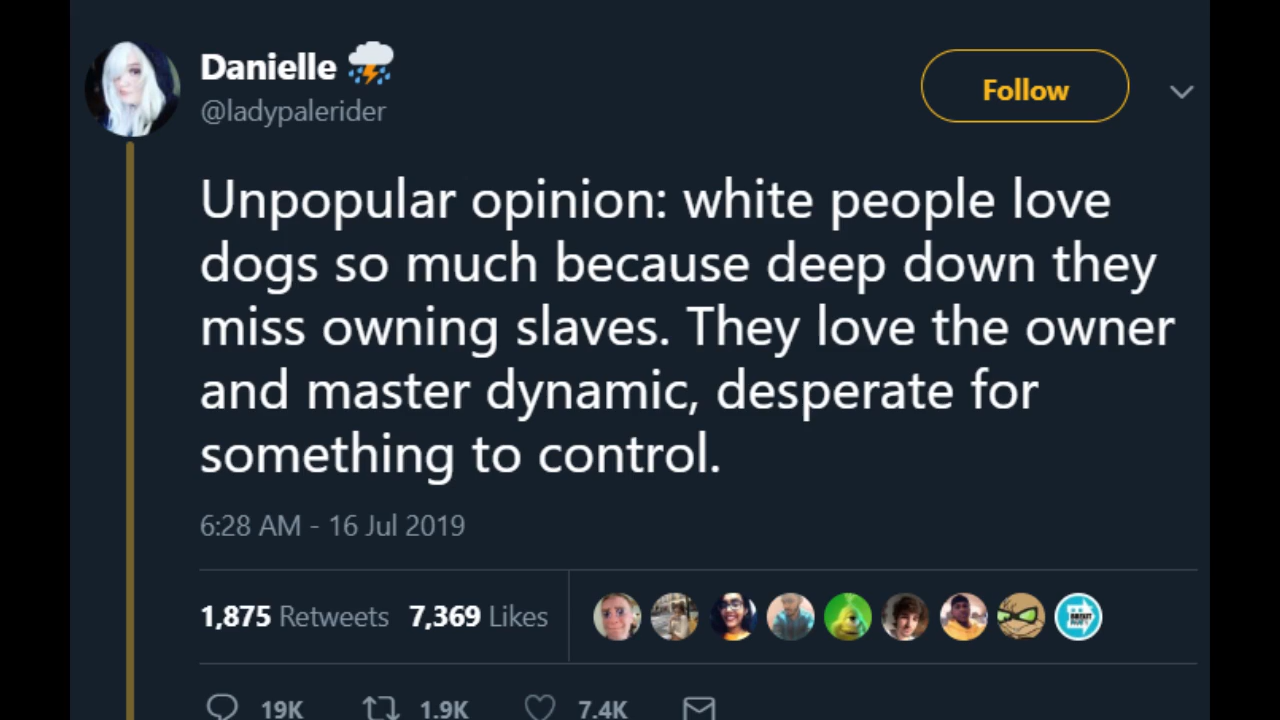 Danielle 🌩️
@ladypalerider
Follow
Unpopular opinion: white people love
dogs so much because deep down they
miss owning slaves. They love the owner
and master dynamic, desperate for
something to control.
6:28 AM - 16 Jul 2019
1,875 Retweets 7,369 Likes
19K 1.9K 7.4K